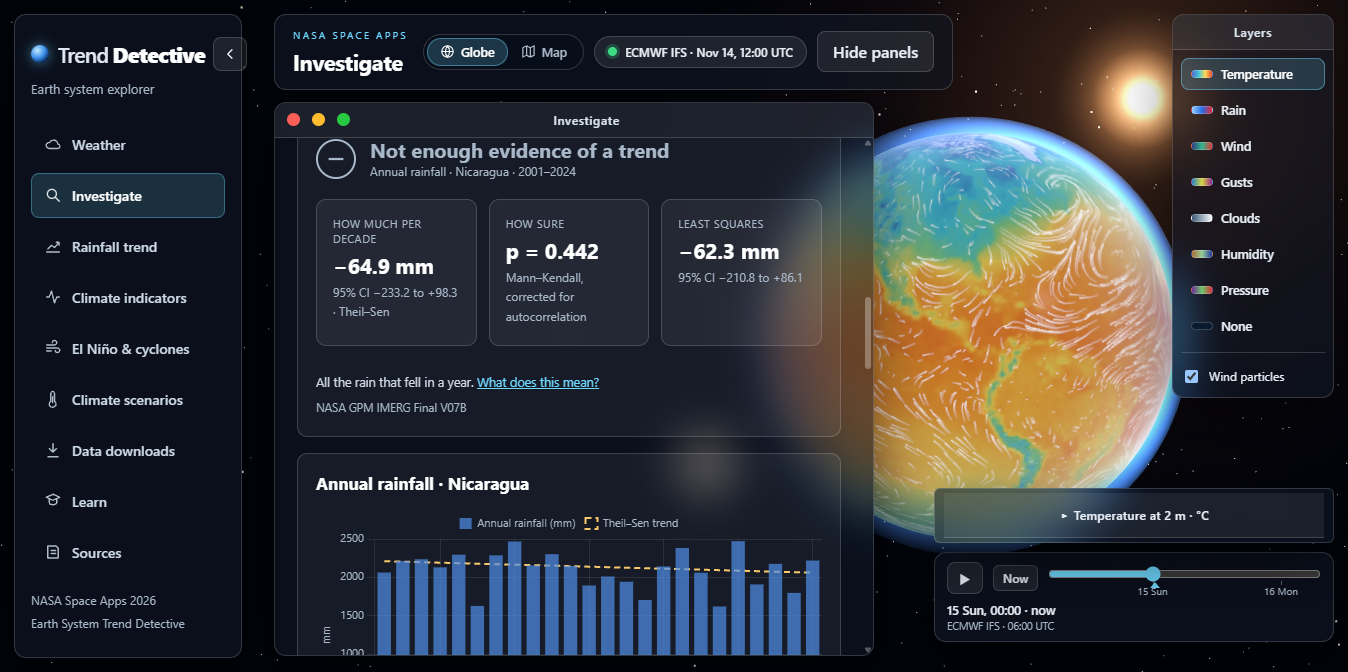 Trend Detective
Earth system explorer
Weather
Investigate
Rainfall trend
Climate indicators
El Niño & cyclones
Climate scenarios
Data downloads
Learn
Sources
NASA Space Apps 2026
Earth System Trend Detective
NASA SPACE APPS
Investigate
Globe
Map
ECMWF IFS · Nov 14, 12:00 UTC
Hide panels
Investigate
Not enough evidence of a trend
Annual rainfall · Nicaragua · 2001–2024
HOW MUCH PER
DECADE
−64.9 mm
95% CI −233.2 to +98.3
· Theil–Sen
HOW SURE
p = 0.442
Mann–Kendall,
corrected for
autocorrelation
LEAST SQUARES
−62.3 mm
95% CI −210.8 to +86.1
All the rain that fell in a year. What does this mean?
NASA GPM IMERG Final V07B
Annual rainfall · Nicaragua
Annual rainfall (mm)
Theil–Sen trend
2500
2000
1500
1000
mm
Layers
Temperature
Rain
Wind
Gusts
Clouds
Humidity
Pressure
None
Wind particles
Temperature at 2 m · °C
Now
15 Sun
16 Mon
15 Sun, 00:00 · now
ECMWF IFS · 06:00 UTC